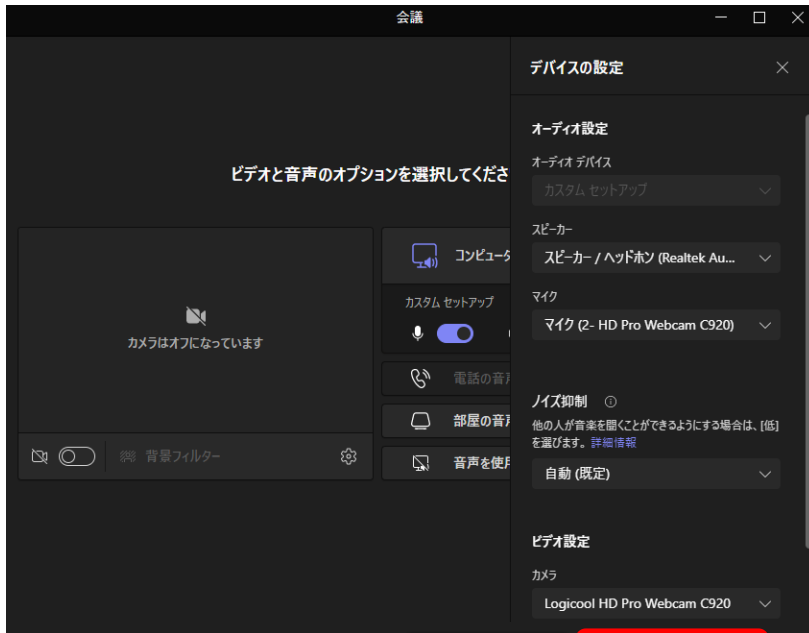 会議
デバイスの設定
オーディオ設定
オーディオ デバイス
カスタム セットアップ
スピーカー
スピーカー / ヘッドホン (Realtek Au...
マイク
マイク (2- HD Pro Webcam C920)
ノイズ抑制
他の人が音楽を聞くことができるようにする場合は、[低]
を選びます。 詳細情報
自動 (既定)
ビデオ設定
カメラ
Logicool HD Pro Webcam C920
ビデオと音声のオプションを選択してくださ
カメラはオフになっています
背景フィルター
コンピュータ
カスタム セットアップ
電話の音声
部屋の音声
音声を使用